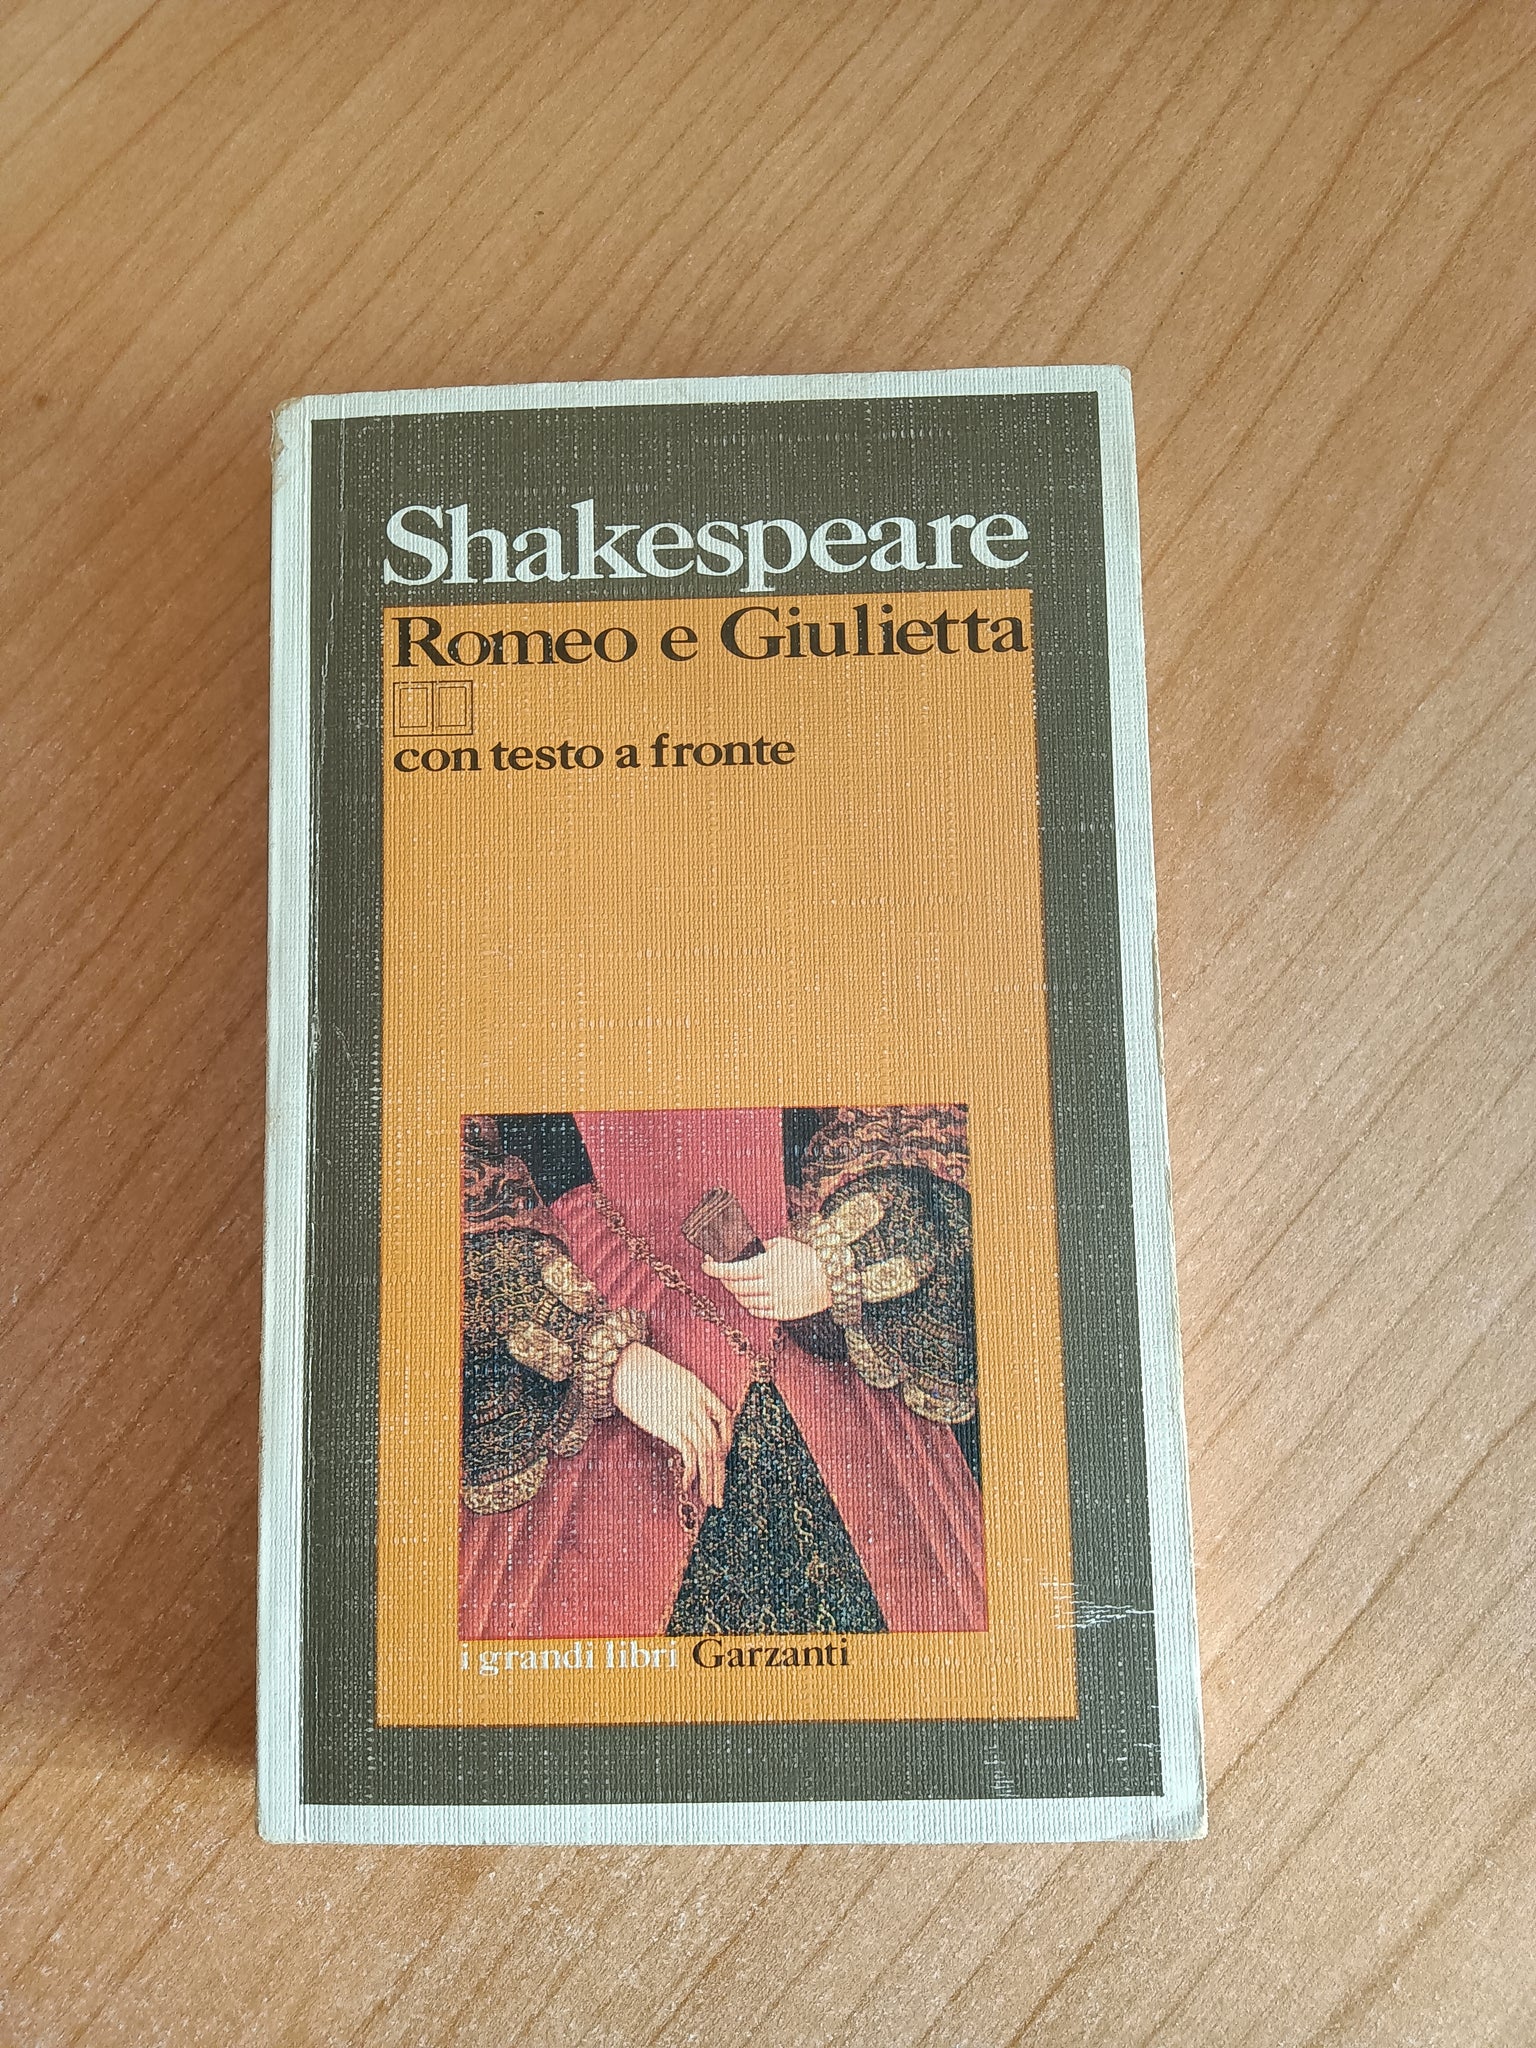 Shakespeare
Romeo e Giulietta
con testo a fronte
i grandi libri Garzanti